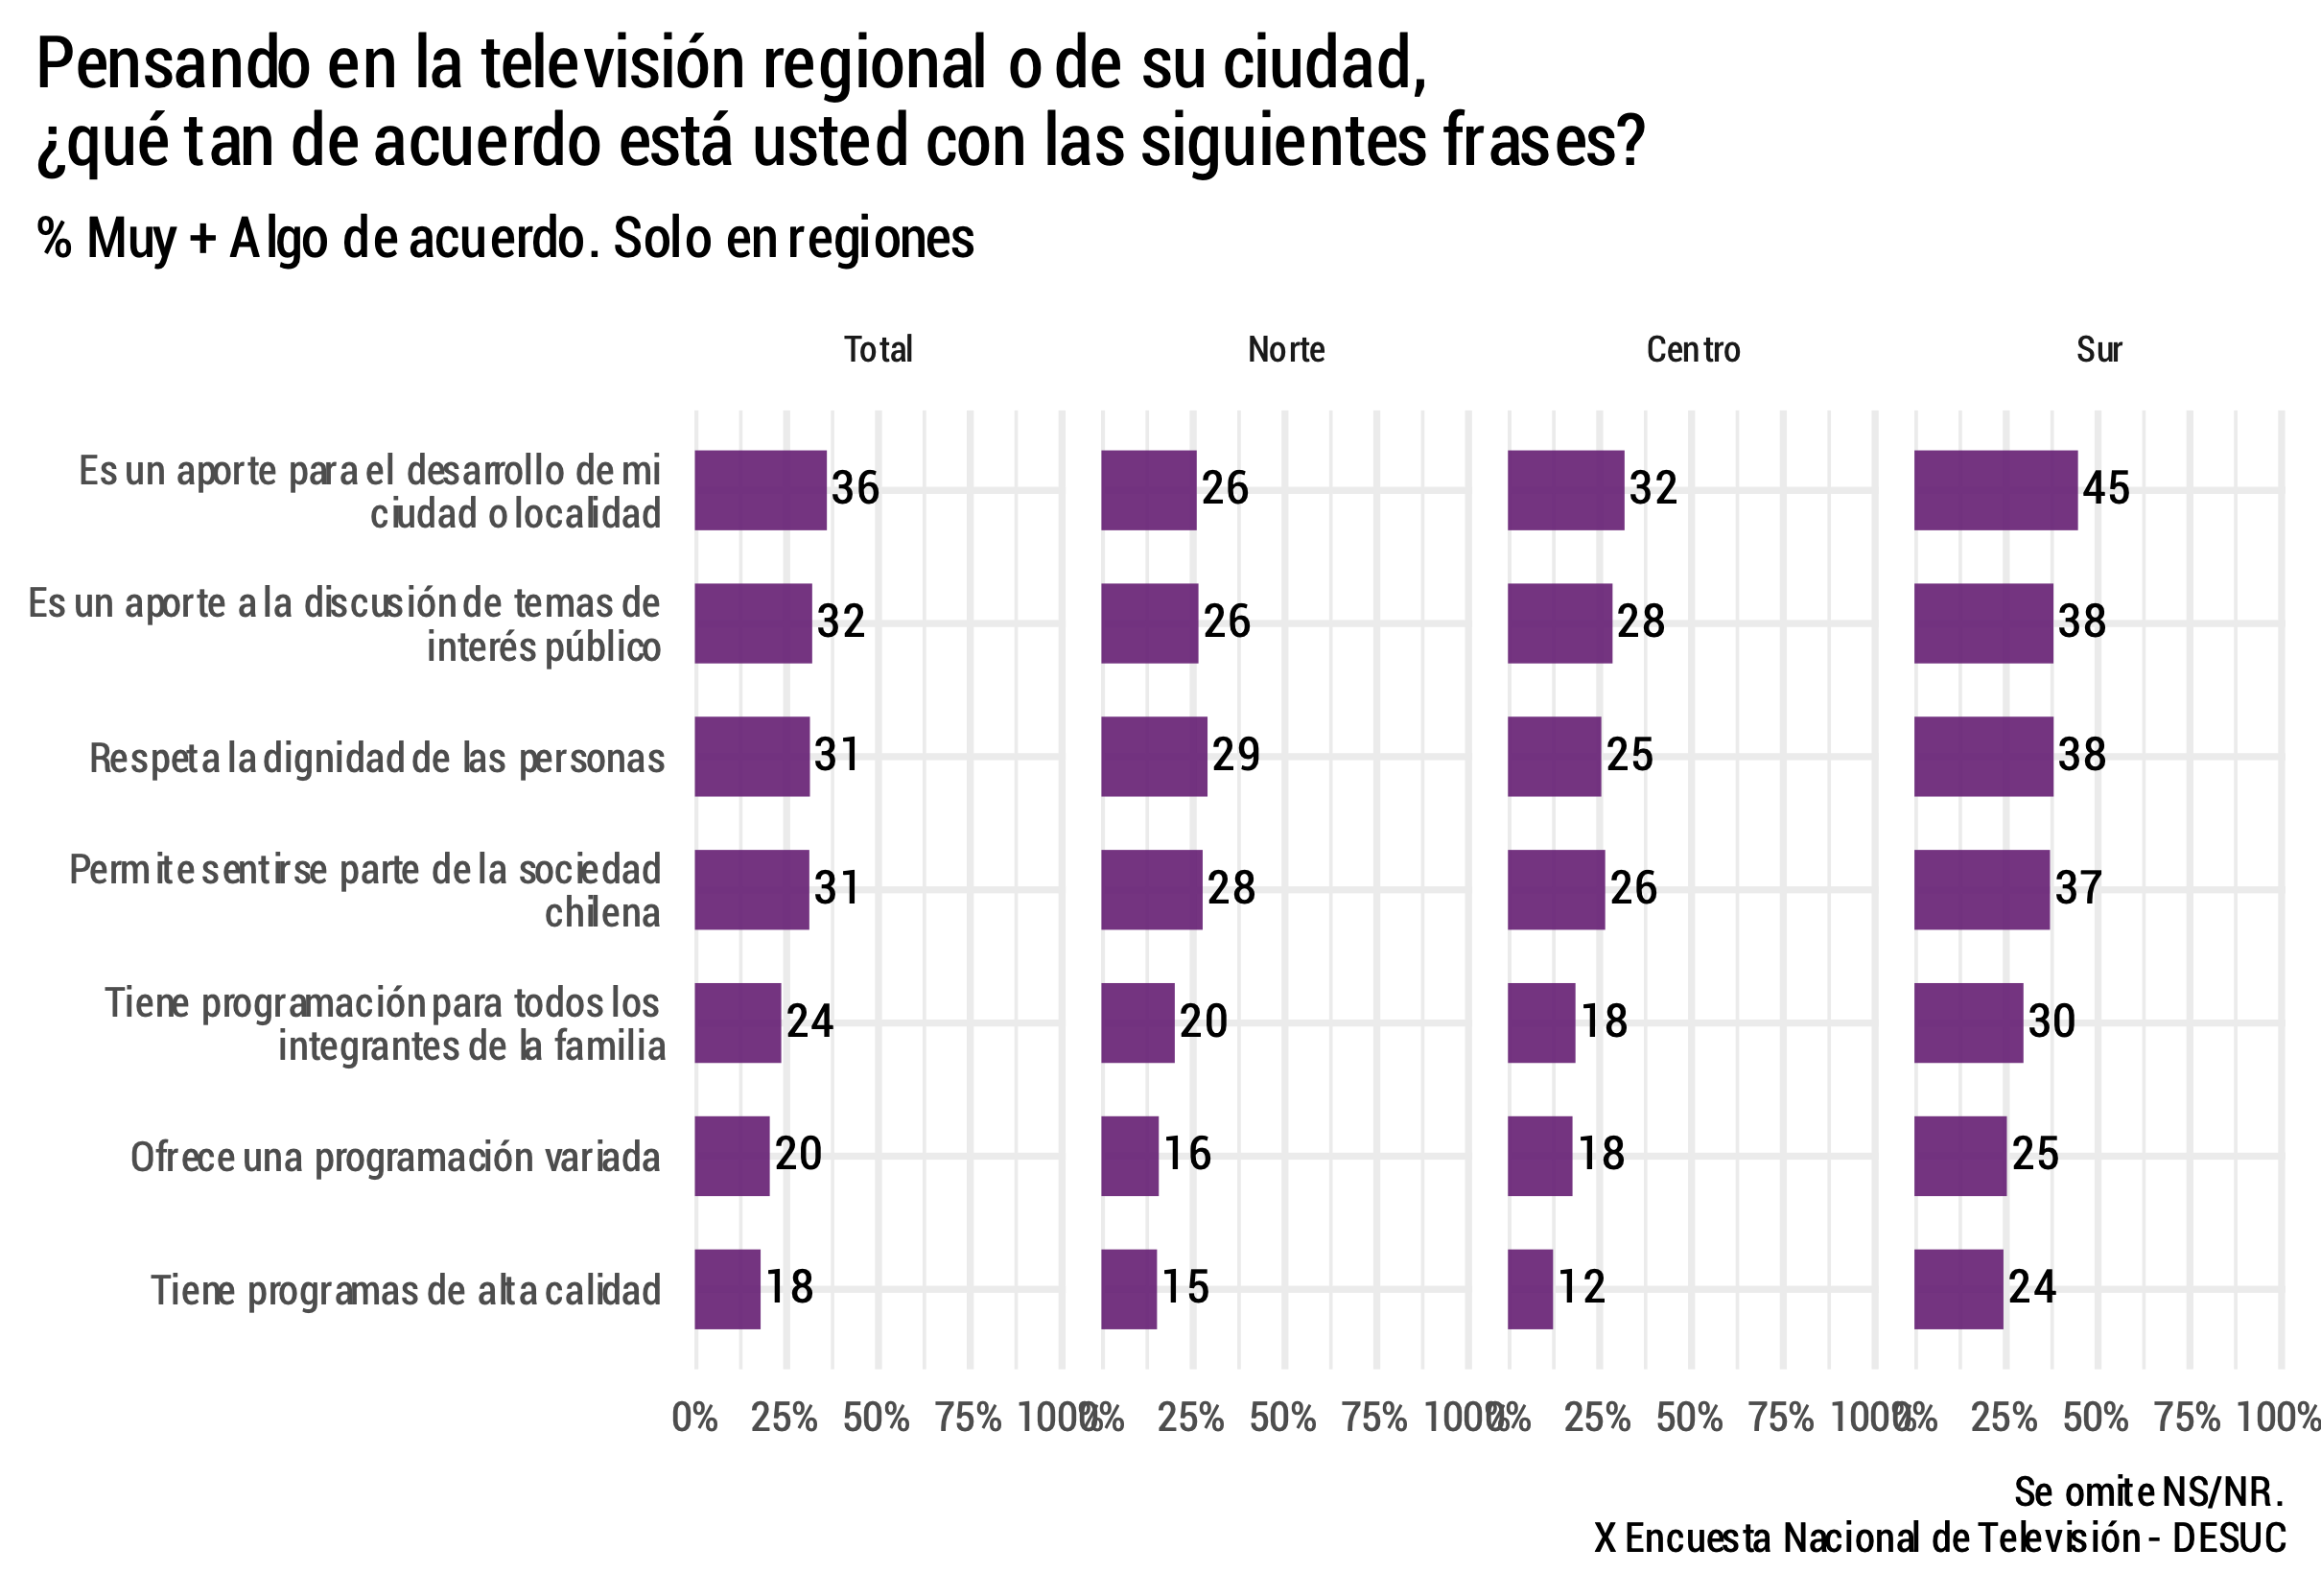 Pensando en la televisión regional o de su ciudad,
¿qué tan de acuerdo está usted con las siguientes frases?
% Muy + Algo de acuerdo. Solo en regiones
Total Norte Centro Sur
Es un aporte para el desarrollo de mi
ciudad o localidad
36 26 32 45
Es un aporte a la discusión de temas de
interés público
32 26 28 38
Respeta la dignidad de las personas
31 29 25 38
Permite sentirse parte de la sociedad
chilena
31 28 26 37
Tiene programación para todos los
integrantes de la familia
24 20 18 30
Ofrece una programación variada
20 16 18 25
Tiene programas de alta calidad
18 15 12 24
0% 25% 50% 75% 100% 0% 25% 50% 75% 100% 0% 25% 50% 75% 100% 0% 25% 50% 75% 100%
Se omite NS/NR.
X Encuesta Nacional de Televisión - DESUC